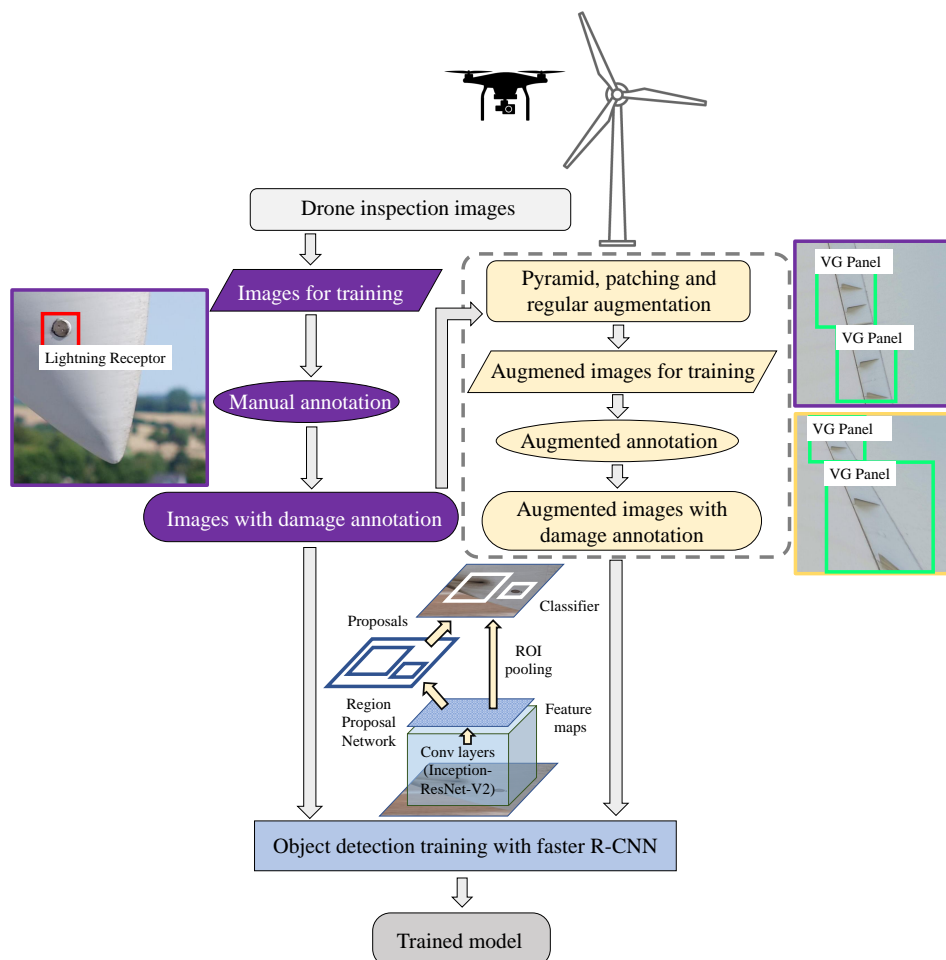 Drone inspection images
Images for training
Lightning Receptor
Manual annotation
Images with damage annotation
Pyramid, patching and
regular augmentation
Augmened images for training
Augmented annotation
Augmented images with
damage annotation
VG Panel
VG Panel
VG Panel
VG Panel
Classifier
Proposals
ROI
pooling
Region
Proposal
Network
Feature
maps
Conv layers
(Inception-
ResNet-V2)
Object detection training with faster R-CNN
Trained model